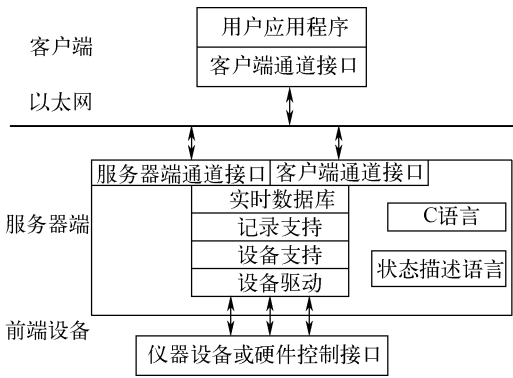 用户应用程序
客户端
客户端通道接口
以太网
服务器端通道接口
客户端通道接口
实时数据库
服务器端
记录支持
C语言
设备支持
状态描述语言
设备驱动
前端设备
仪器设备或硬件控制接口